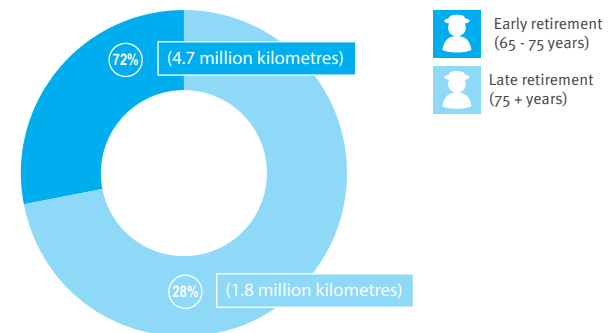 72% (4.7 million kilometres)
28% (1.8 million kilometres)
Early retirement
(65 - 75 years)
Late retirement
(75 + years)